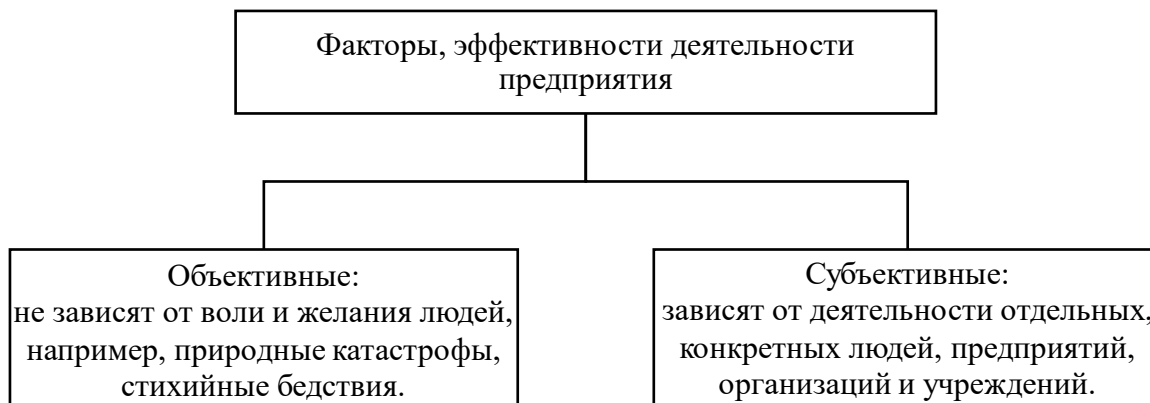 Факторы, эффективности деятельности
предприятия
Объективные:
не зависят от воли и желания людей,
например, природные катастрофы,
стихийные бедствия.
Субъективные:
зависят от деятельности отдельных,
конкретных людей, предприятий,
организаций и учреждений.